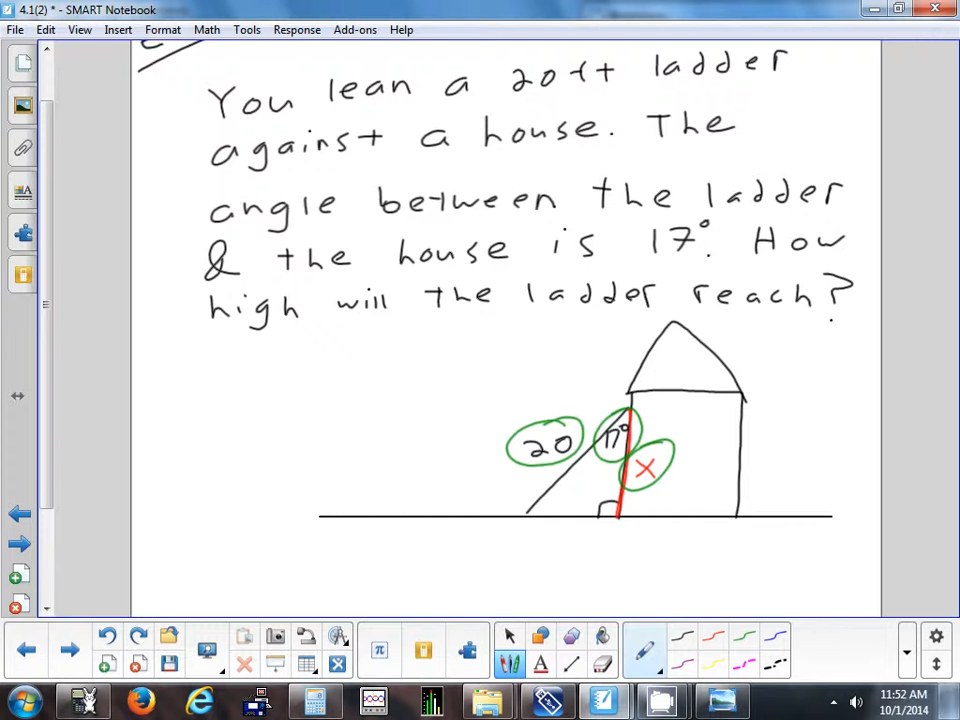 4.1(2) * - SMART Notebook
File Edit View Insert Format Math Tools Response Add-ons Help
You lean a 20 ft ladder
against a house. The
angle between the ladder
& the house is 17°. How
high will the ladder reach?
20 17°
x
11:52 AM
10/1/2014